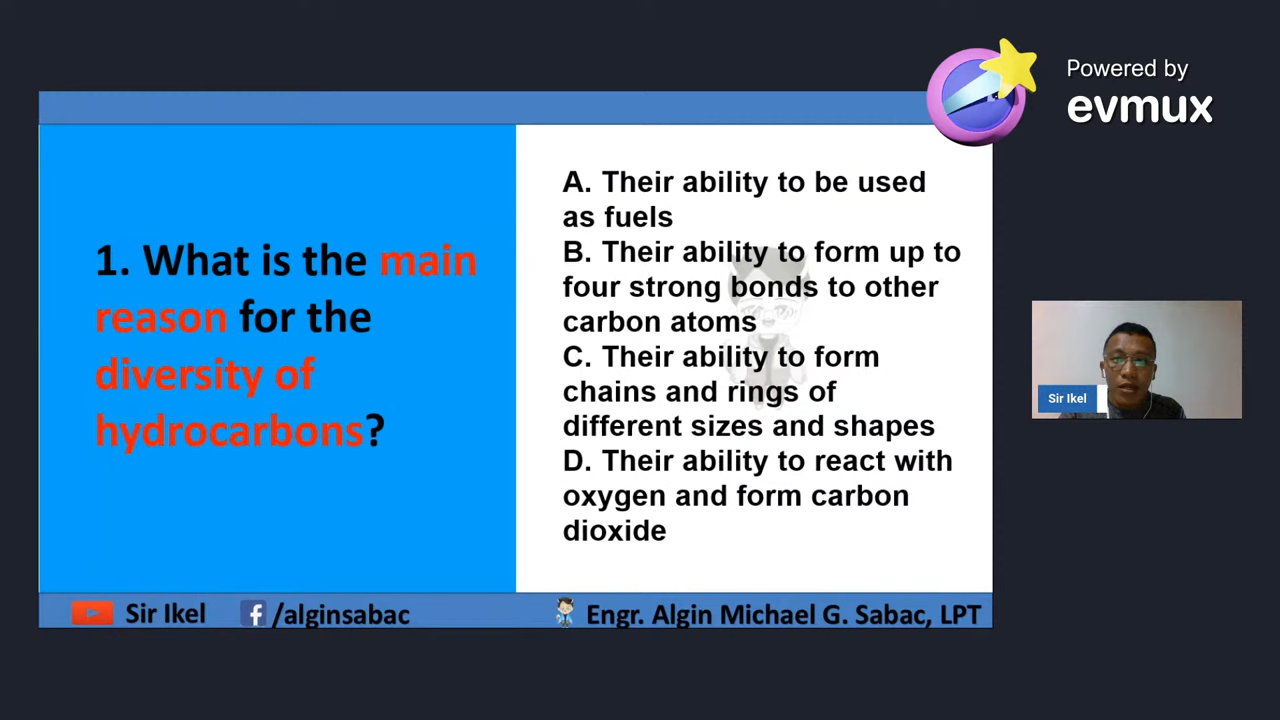 Powered by
evmux
1. What is the main
reason for the
diversity of
hydrocarbons?
A. Their ability to be used
as fuels
B. Their ability to form up to
four strong bonds to other
carbon atoms
C. Their ability to form
chains and rings of
different sizes and shapes
D. Their ability to react with
oxygen and form carbon
dioxide
Sir Ikel
Sir Ikel
/alginsabac
Engr. Algin Michael G. Sabac, LPT